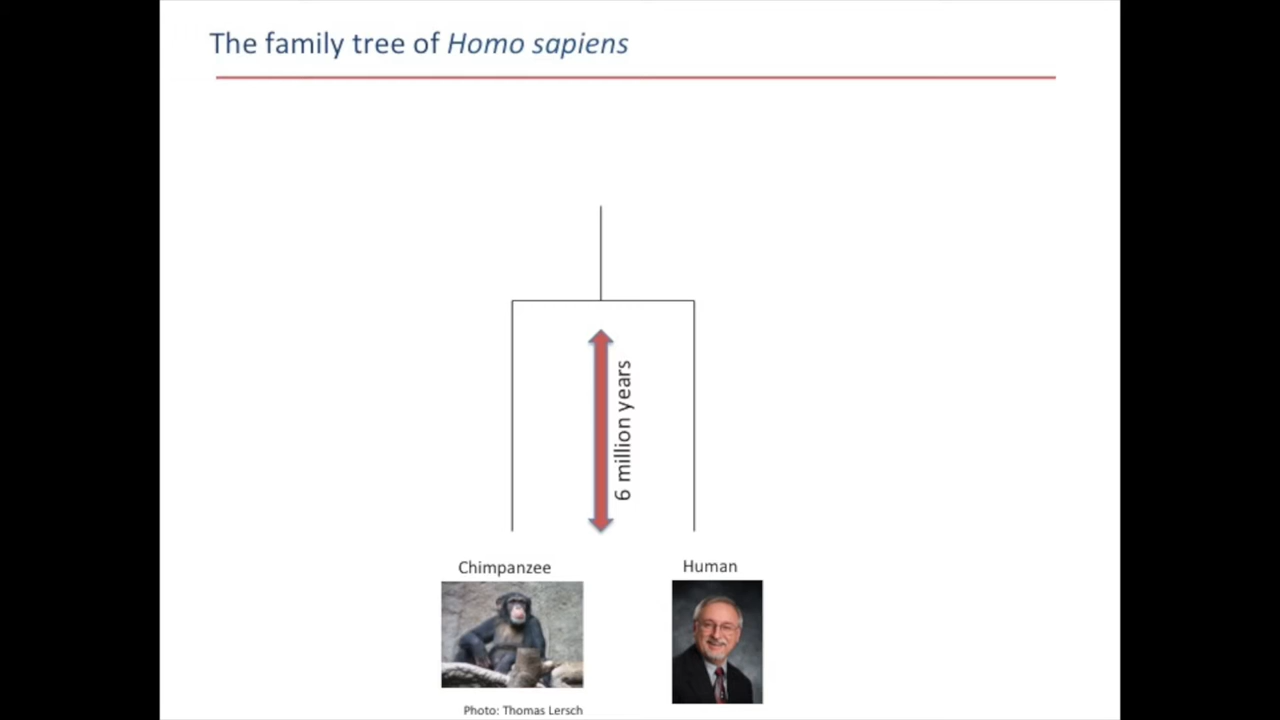 The family tree of Homo sapiens
6 million years
Chimpanzee
Human
Photo: Thomas Lersch